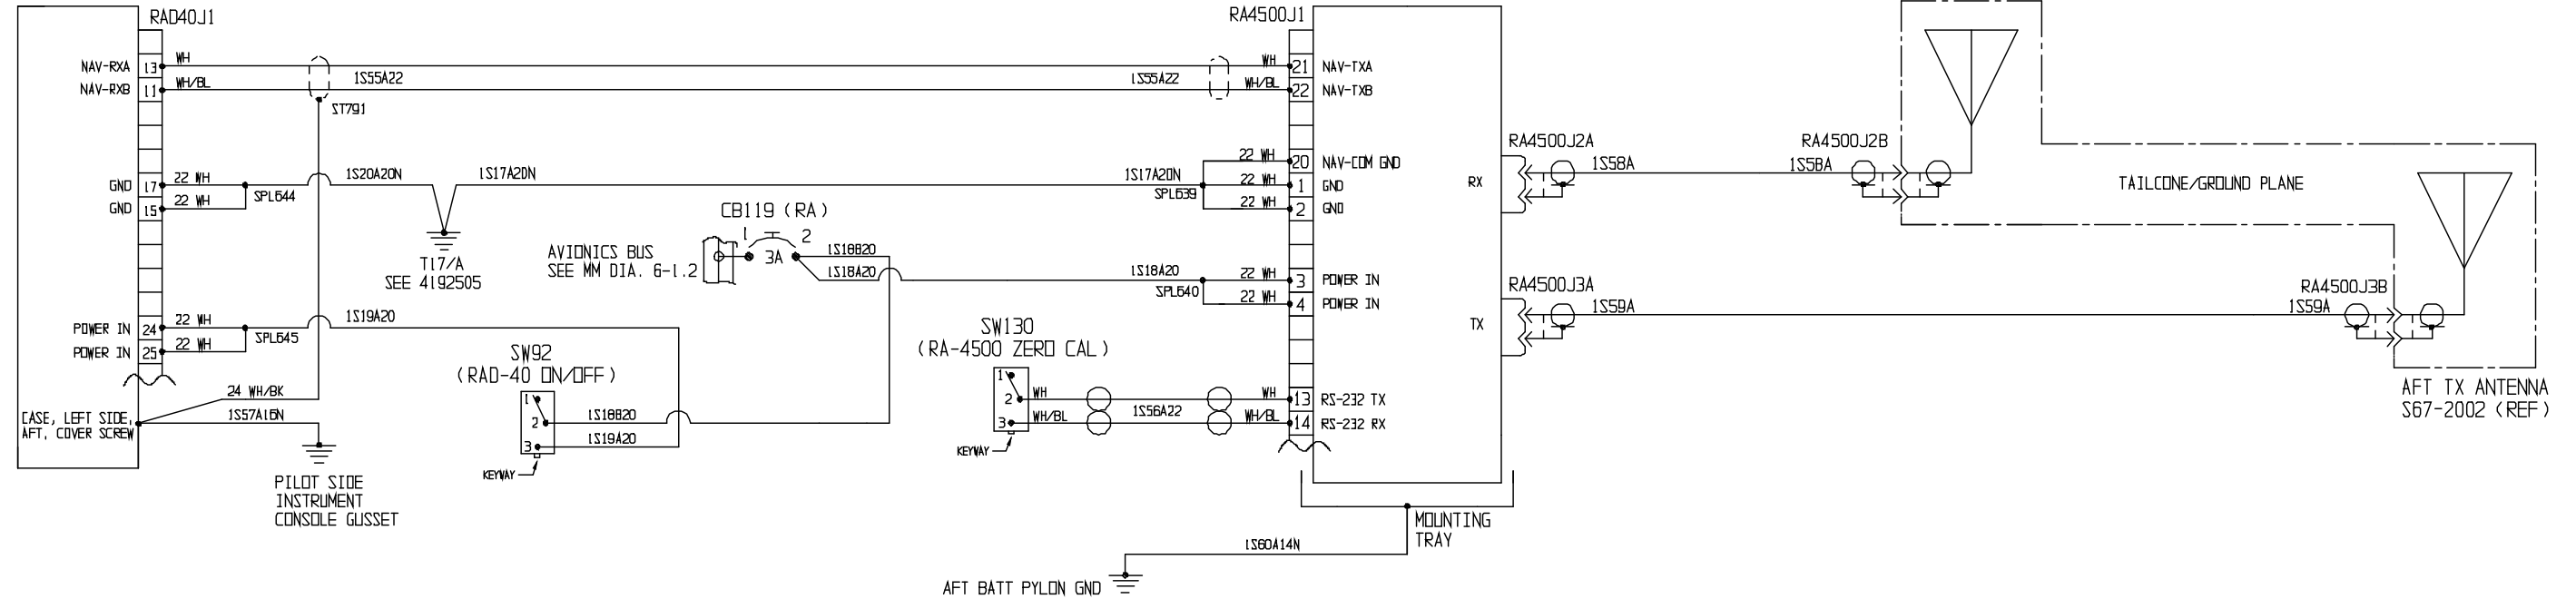 RAD40J1
RA4500J1
NAV-RXA 13 WH
1S55A22
1S55A22
WH 21 NAV-TXA
NAV-RXB 11 WH/BL
WH/BL 22 NAV-TXB
ST791
RA4500J2A
RA4500J2B
22 WH 20 NAV-COM GND
1S58A
1S58A
GND 17 22 WH
1S20A20N
1S17A20N
1S17A20N
22 WH 1 GND
RX
TAILCONE/GROUND PLANE
SPL644
SPL639
GND 15 22 WH
22 WH 2 GND
CB119 (RA)
1 2
3A
AVIONICS BUS
SEE MM DIA. 6-1.2
1S18B20
1S18A20
T17/A
SEE 4192505
1S18A20
22 WH 3 POWER IN
SPL640
22 WH 4 POWER IN
RA4500J3A
RA4500J3B
1S59A
1S59A
TX
POWER IN 24 22 WH
1S19A20
SPL645
POWER IN 25 22 WH
SW130
(RA-4500 ZERO CAL)
SW92
(RAD-40 ON/OFF)
1
2 WH
WH 13 RS-232 TX
1S56A22
3 WH/BL
WH/BL 14 RS-232 RX
KEYWAY
1
2 1S18B20
3 1S19A20
KEYWAY
24 WH/BK
1S57A16N
CASE, LEFT SIDE,
AFT, COVER SCREW
PILOT SIDE
INSTRUMENT
CONSOLE GUSSET
AFT TX ANTENNA
S67-2002 (REF)
MOUNTING
TRAY
1S60A14N
AFT BATT PYLON GND